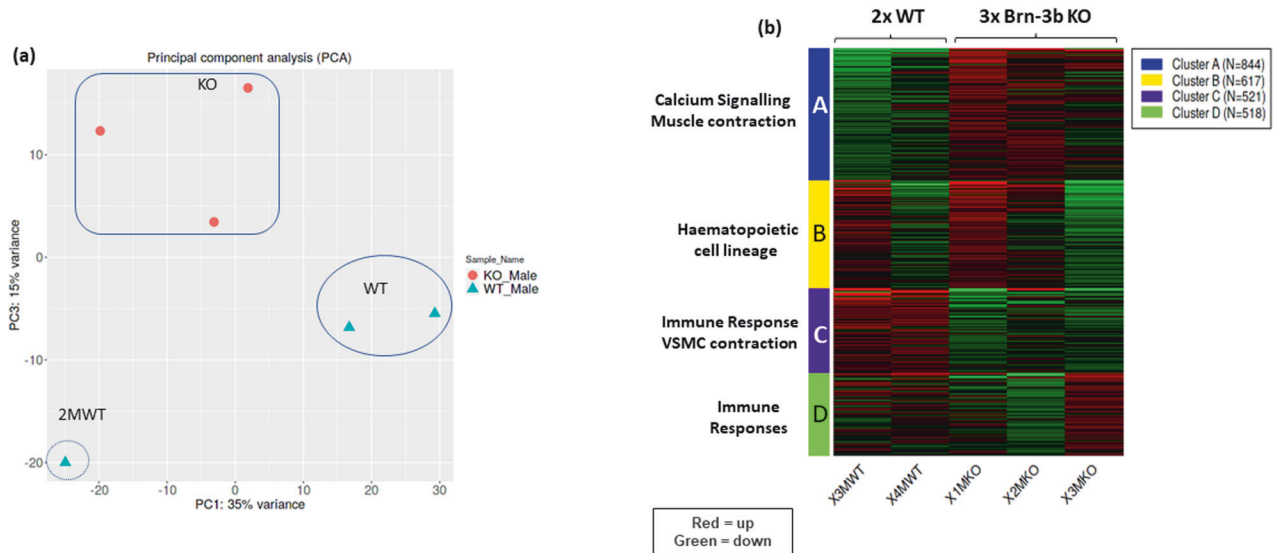 (a)
Principal component analysis (PCA)
KO
WT
2MWT
10
0
-10
-20
-20
-10
0
10
20
30
PC3: 15% variance
PC1: 35% variance
Sample_Name
KO_Male
WT_Male
(b)
2x WT
3x Brn-3b KO
Calcium Signalling
Muscle contraction
A
Haematopoietic
cell lineage
B
Immune Response
VSMC contraction
C
Immune
Responses
D
X3MWT
X4MWT
X1MKO
X2MKO
X3MKO
Cluster A (N=844)
Cluster B (N=617)
Cluster C (N=521)
Cluster D (N=518)
Red = up
Green = down